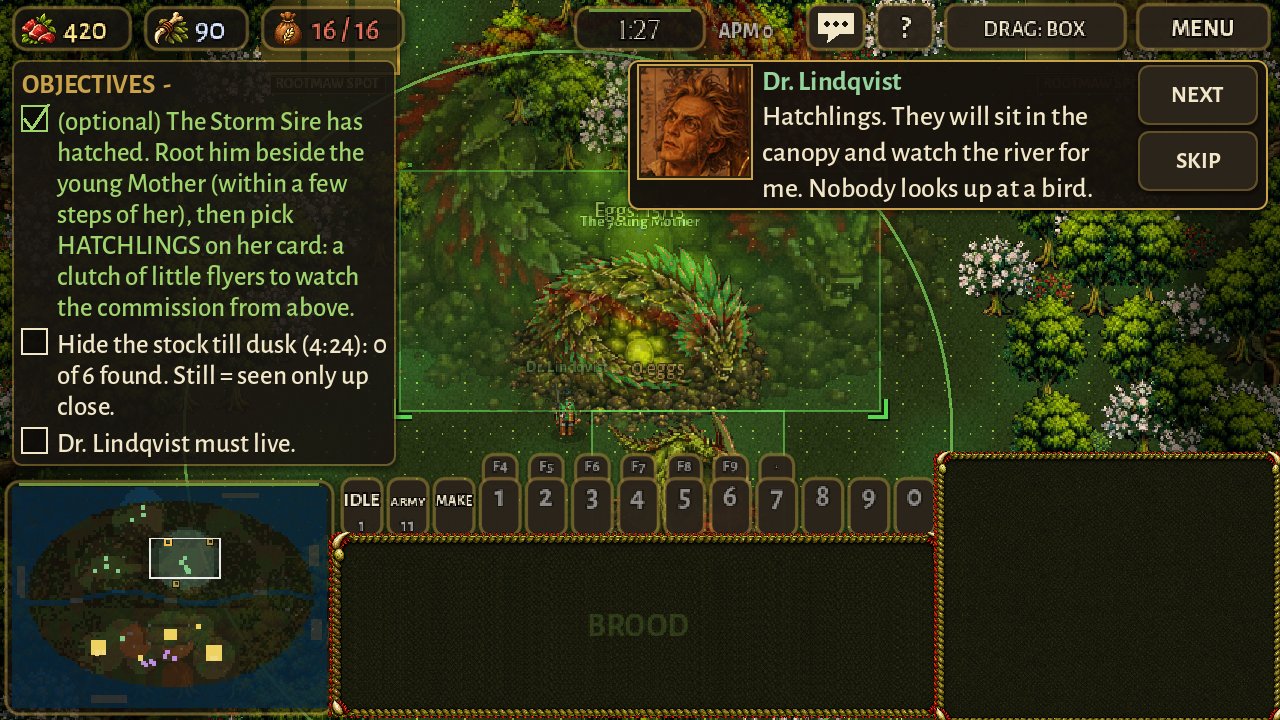 420
90
16 / 16
1:27
APM 0
?
DRAG: BOX
MENU
OBJECTIVES -
ROOTMAW SPOT
(optional) The Storm Sire has
hatched. Root him beside the
young Mother (within a few
steps of her), then pick
HATCHLINGS on her card: a
clutch of little flyers to watch
the commission from above.
Hide the stock till dusk (4:24): 0
of 6 found. Still = seen only up
close.
Dr. Lindqvist must live.
Dr. Lindqvist
Hatchlings. They will sit in the
canopy and watch the river for
me. Nobody looks up at a bird.
NEXT
SKIP
The young Mother
Dr. Lindqvist
0 eggs
F4
F5
F6
F7
F8
F9
IDLE
1
ARMY
11
MAKE
1
2
3
4
5
6
7
8
9
0
BROOD